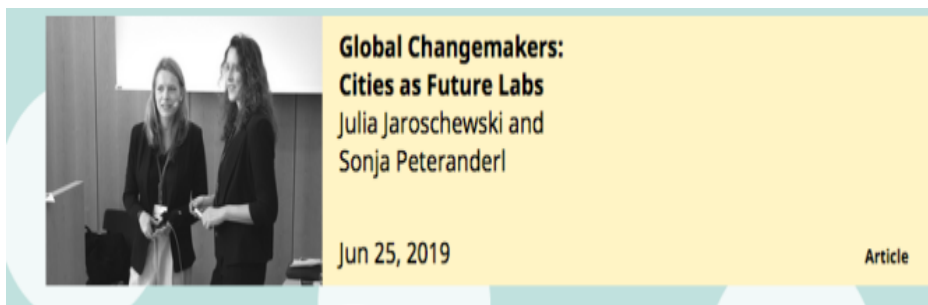 Global Changemakers:
Cities as Future Labs
Julia Jaroschewski and
Sonja Peteranderl
Jun 25, 2019
Article